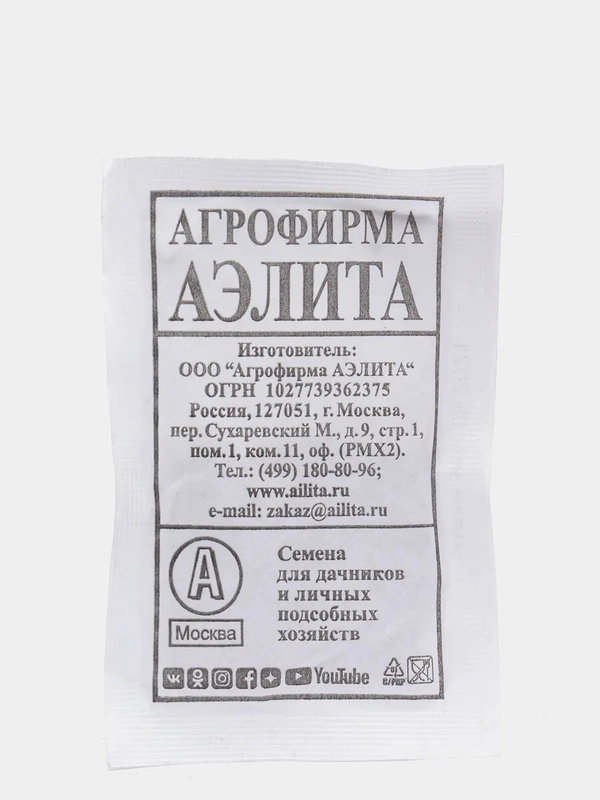 АГРОФИРМА
АЭЛИТА
Изготовитель:
ООО “Агрофирма АЭЛИТА“
ОГРН 1027739362375
Россия, 127051, г. Москва,
пер. Сухаревский М., д. 9, стр. 1,
пом. 1, ком. 11, оф. (РМХ2).
Тел.: (499) 180-80-96;
www.ailita.ru
e-mail: zakaz@ailita.ru
А
Москва
Семена
для дачников
и личных
подсобных
хозяйств
YouTube
C/PAP